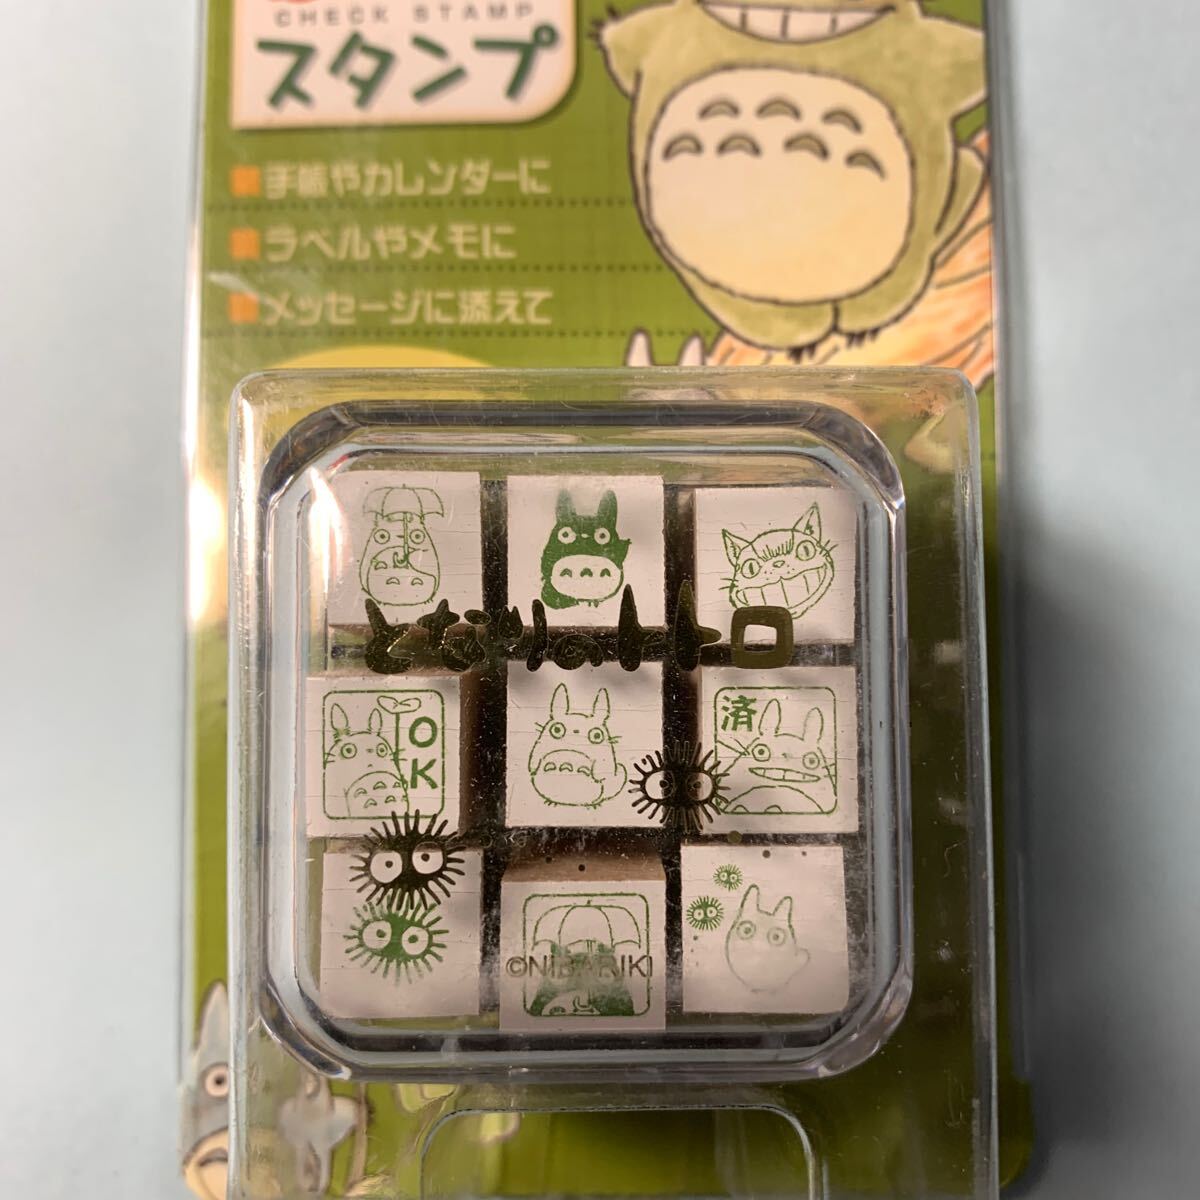 CHECK STAMP
スタンプ
手帳やカレンダーに
ラベルやメモに
メッセージに添えて
となりのトトロ
OK
済
©NIBARIKI